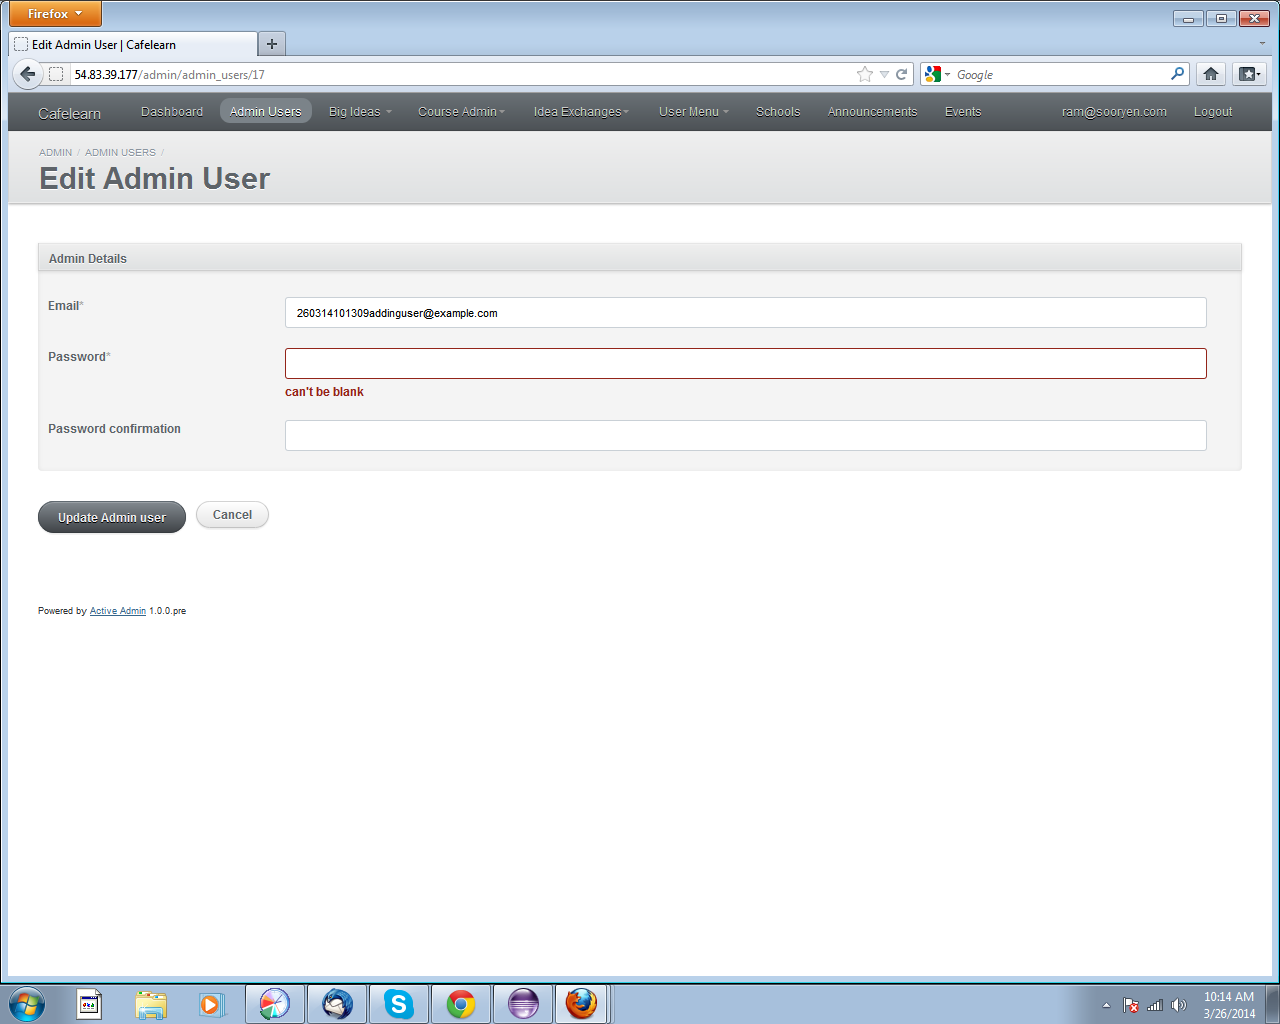 Firefox
Edit Admin User | Cafelearn
54.83.39.177/admin/admin_users/17
Google
Cafelearn Dashboard Admin Users Big Ideas Course Admin Idea Exchanges User Menu Schools Announcements Events ram@sooryen.com Logout
ADMIN / ADMIN USERS /
Edit Admin User
Admin Details
Email*
260314101309addinguser@example.com
Password*
can't be blank
Password confirmation
Update Admin user
Cancel
Powered by Active Admin 1.0.0.pre
10:14 AM
3/26/2014